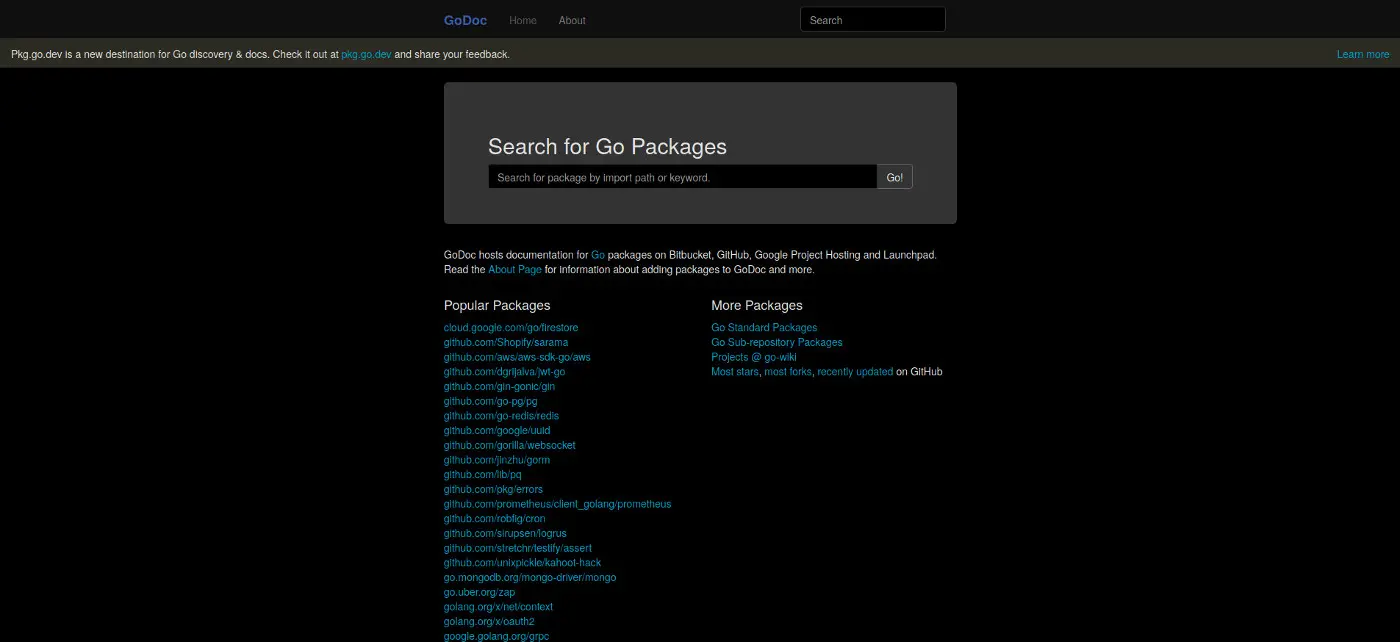 GoDoc Home About Search
Pkg.go.dev is a new destination for Go discovery & docs. Check it out at pkg.go.dev and share your feedback. Learn more
Search for Go Packages
Search for package by import path or keyword. Go!
GoDoc hosts documentation for Go packages on Bitbucket, GitHub, Google Project Hosting and Launchpad.
Read the About Page for information about adding packages to GoDoc and more.
Popular Packages
cloud.google.com/go/firestore
github.com/Shopify/sarama
github.com/aws/aws-sdk-go/aws
github.com/dgrijalva/jwt-go
github.com/gin-gonic/gin
github.com/go-pg/pg
github.com/go-redis/redis
github.com/google/uuid
github.com/gorilla/websocket
github.com/jinzhu/gorm
github.com/lib/pq
github.com/pkg/errors
github.com/prometheus/client_golang/prometheus
github.com/robfig/cron
github.com/sirupsen/logrus
github.com/stretchr/testify/assert
github.com/unixpickle/kahoot-hack
go.mongodb.org/mongo-driver/mongo
go.uber.org/zap
golang.org/x/net/context
golang.org/x/oauth2
google.golang.org/grpc
More Packages
Go Standard Packages
Go Sub-repository Packages
Projects @ go-wiki
Most stars, most forks, recently updated on GitHub